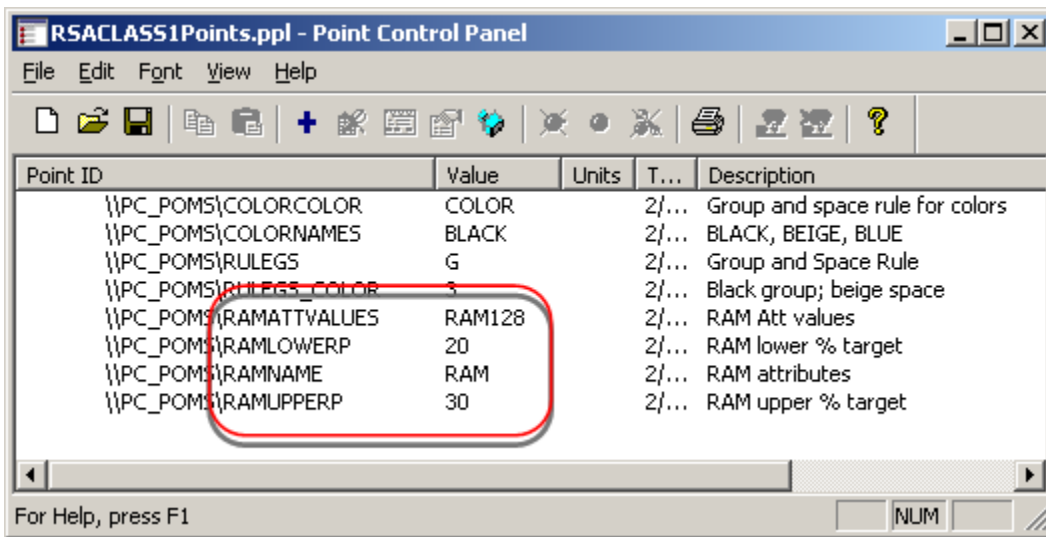 RSACLASS1Points.ppl - Point Control Panel
File Edit Font View Help
Point ID Value Units T... Description
\\PC_POMS\COLORCOLOR COLOR 2/... Group and space rule for colors
\\PC_POMS\COLORNAMES BLACK 2/... BLACK, BEIGE, BLUE
\\PC_POMS\RULEGS G 2/... Group and Space Rule
\\PC_POMS\RULEGS_COLOR 3 2/... Black group; beige space
\\PC_POMS\RAMATTVALUES RAM128 2/... RAM Att values
\\PC_POMS\RAMLOWERP 20 2/... RAM lower % target
\\PC_POMS\RAMNAME RAM 2/... RAM attributes
\\PC_POMS\RAMUPPERP 30 2/... RAM upper % target
For Help, press F1 NUM